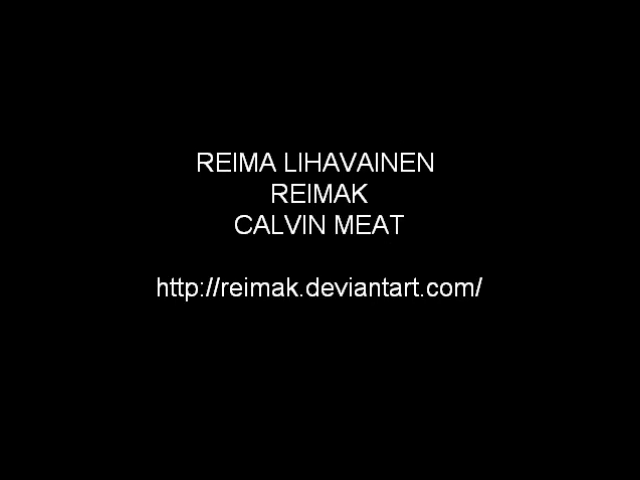 REIMA LIHAVAINEN
REIMAK
CALVIN MEAT
http://reimak.deviantart.com/